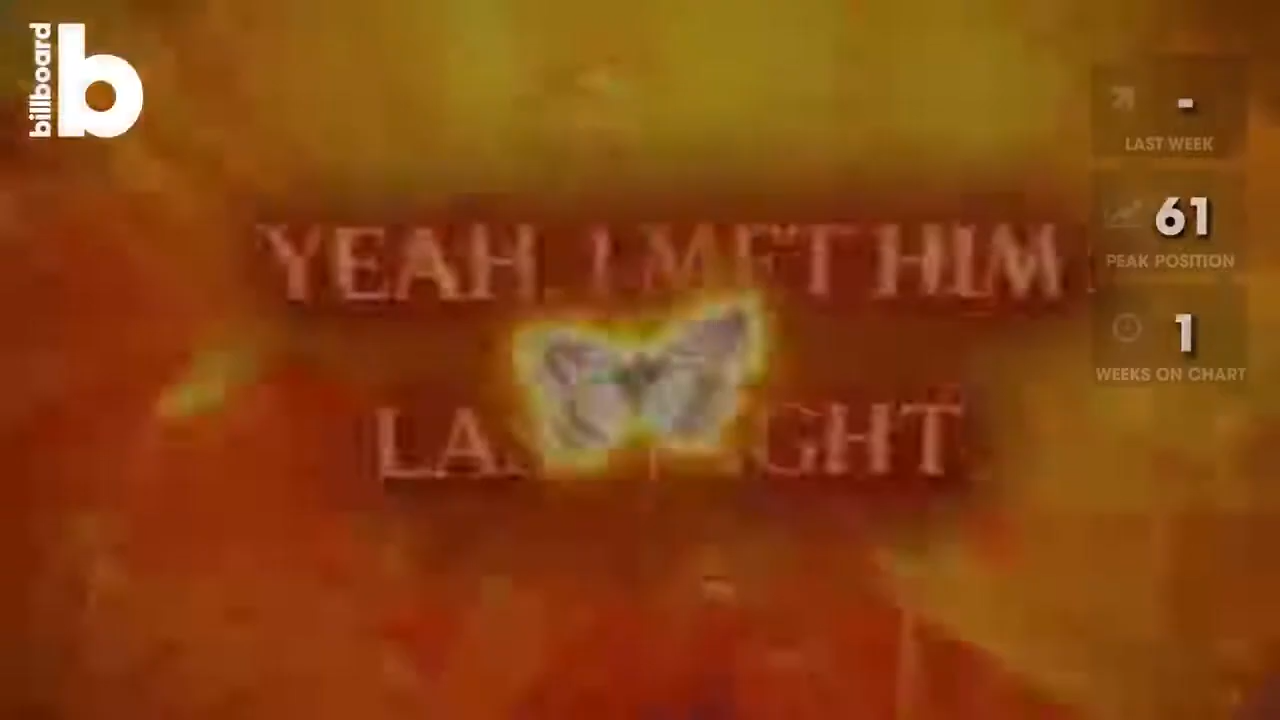 billboard
b
-
LAST WEEK
61
PEAK POSITION
1
WEEKS ON CHART
YEAH, I MET HIM